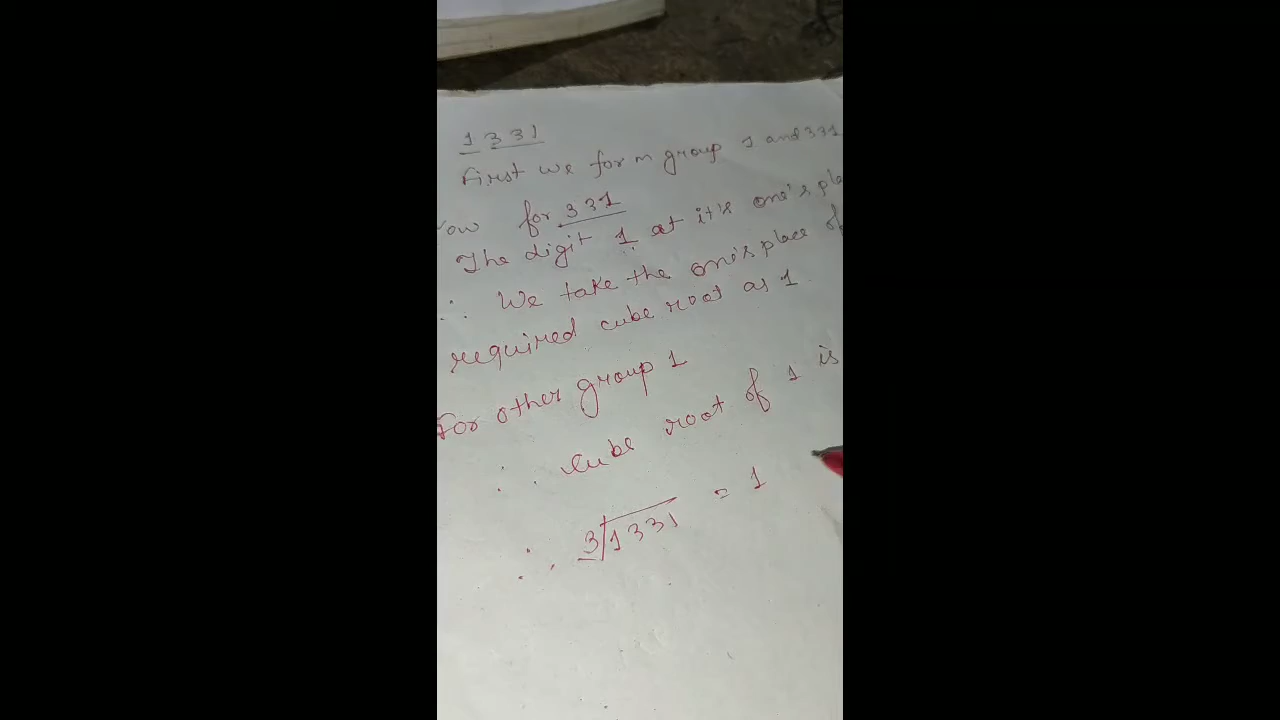 1331
First we form group 1 and 331
for 331
The digit 1 at it's one's
∴ We take the one's place of
required cube root as 1.
For other group 1
∴ Cube root of 1 is
∴ ∛1331 = 1